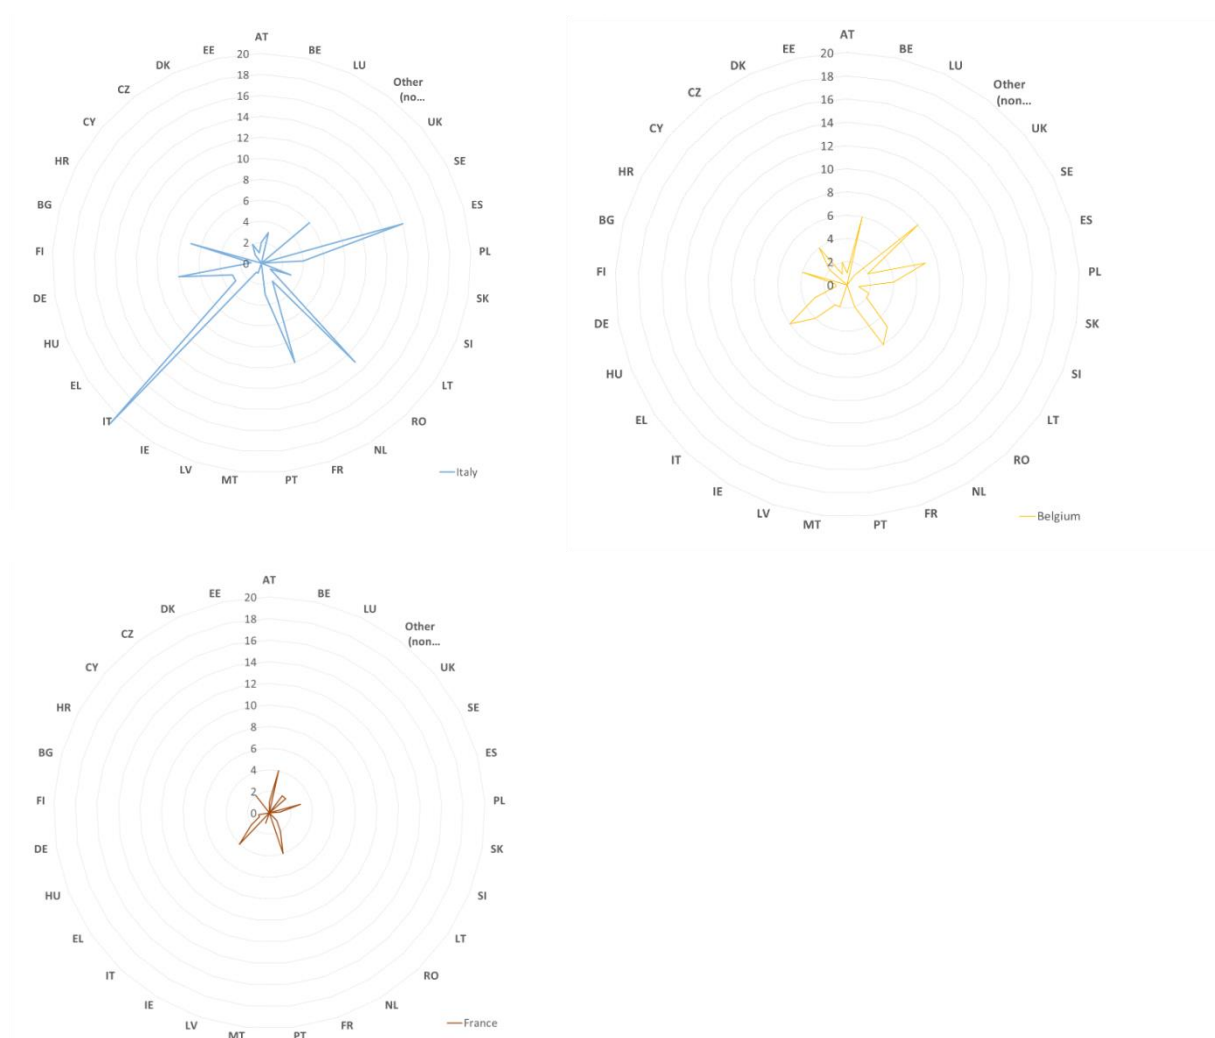 AT
20
EE
BE
DK
18
LU
CZ
16
Other
(no...
CY
14
UK
12
HR
10
SE
8
BG
6
ES
4
FI
2
PL
0
DE
SK
HU
SI
EL
LT
IT
RO
IE
NL
LV
FR
MT
PT
Italy
AT
20
EE
BE
DK
18
LU
CZ
16
Other
(non...
CY
14
UK
12
HR
10
SE
8
BG
6
ES
4
FI
2
PL
0
DE
SK
HU
SI
EL
LT
IT
RO
IE
NL
LV
FR
MT
PT
Belgium
AT
20
EE
BE
DK
18
LU
CZ
16
Other
(non...
CY
14
UK
12
HR
10
SE
8
BG
6
ES
4
FI
2
PL
0
DE
SK
HU
SI
EL
LT
IT
RO
IE
NL
LV
FR
MT
PT
France